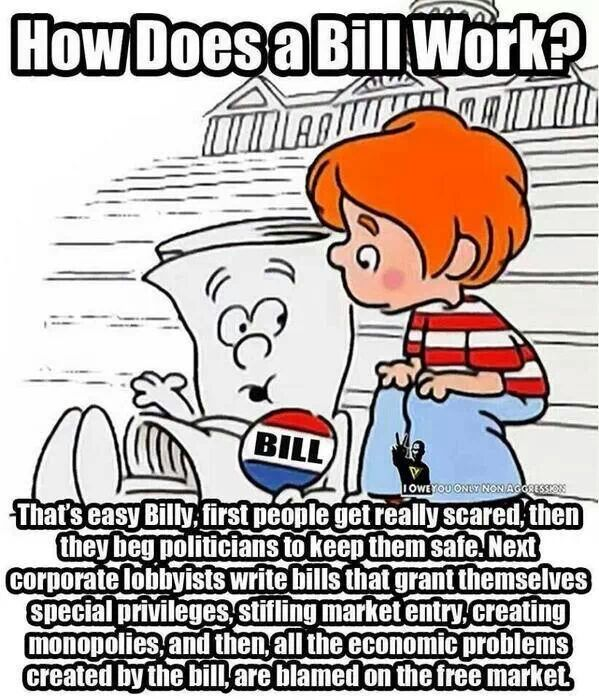 How Does a Bill Work?
BILL
I OWE YOU ONLY NON AGGRESSION
That's easy Billy, first people get really scared, then
they beg politicians to keep them safe. Next
corporate lobbyists write bills that grant themselves
special privileges, stifling market entry, creating
monopolies, and then, all the economic problems
created by the bill, are blamed on the free market.